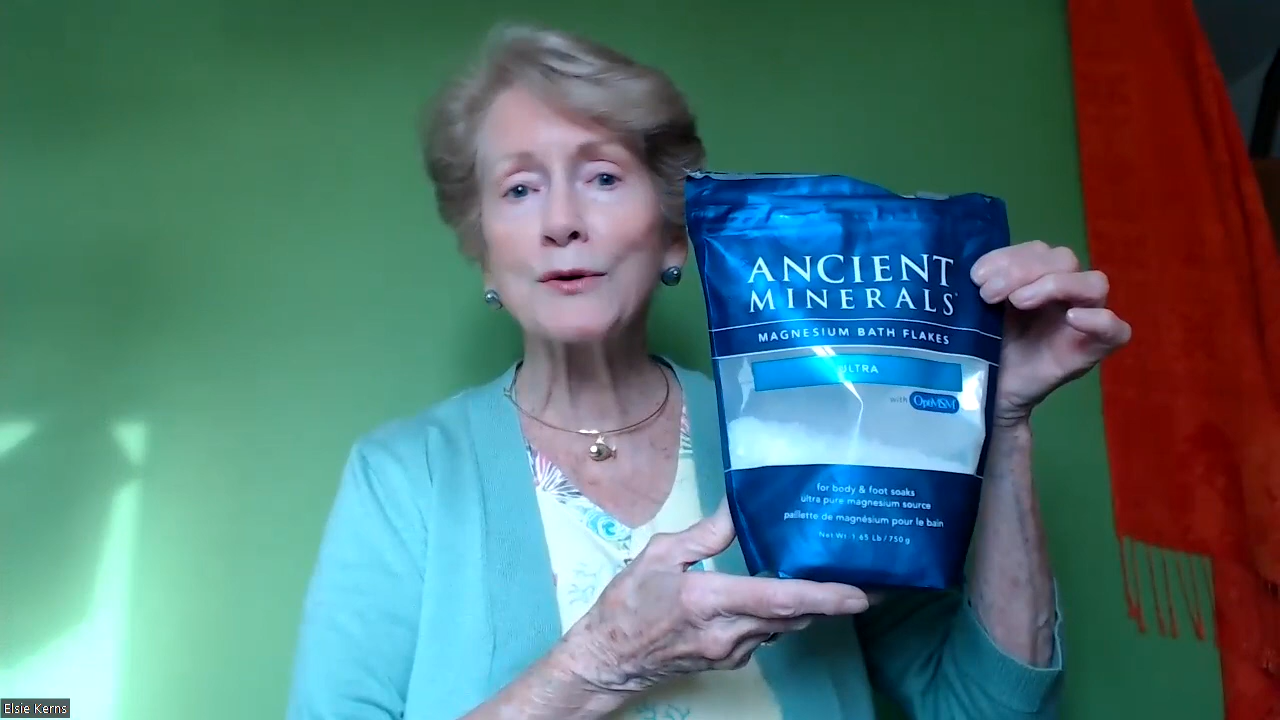 ANCIENT
MINERALS®
MAGNESIUM BATH FLAKES
ULTRA
with OptiMSM
for body & foot soaks
ultra pure magnesium source
paillette de magnésium pour le bain
Net Wt. 1.65 Lb / 750 g
Elsie Kerns